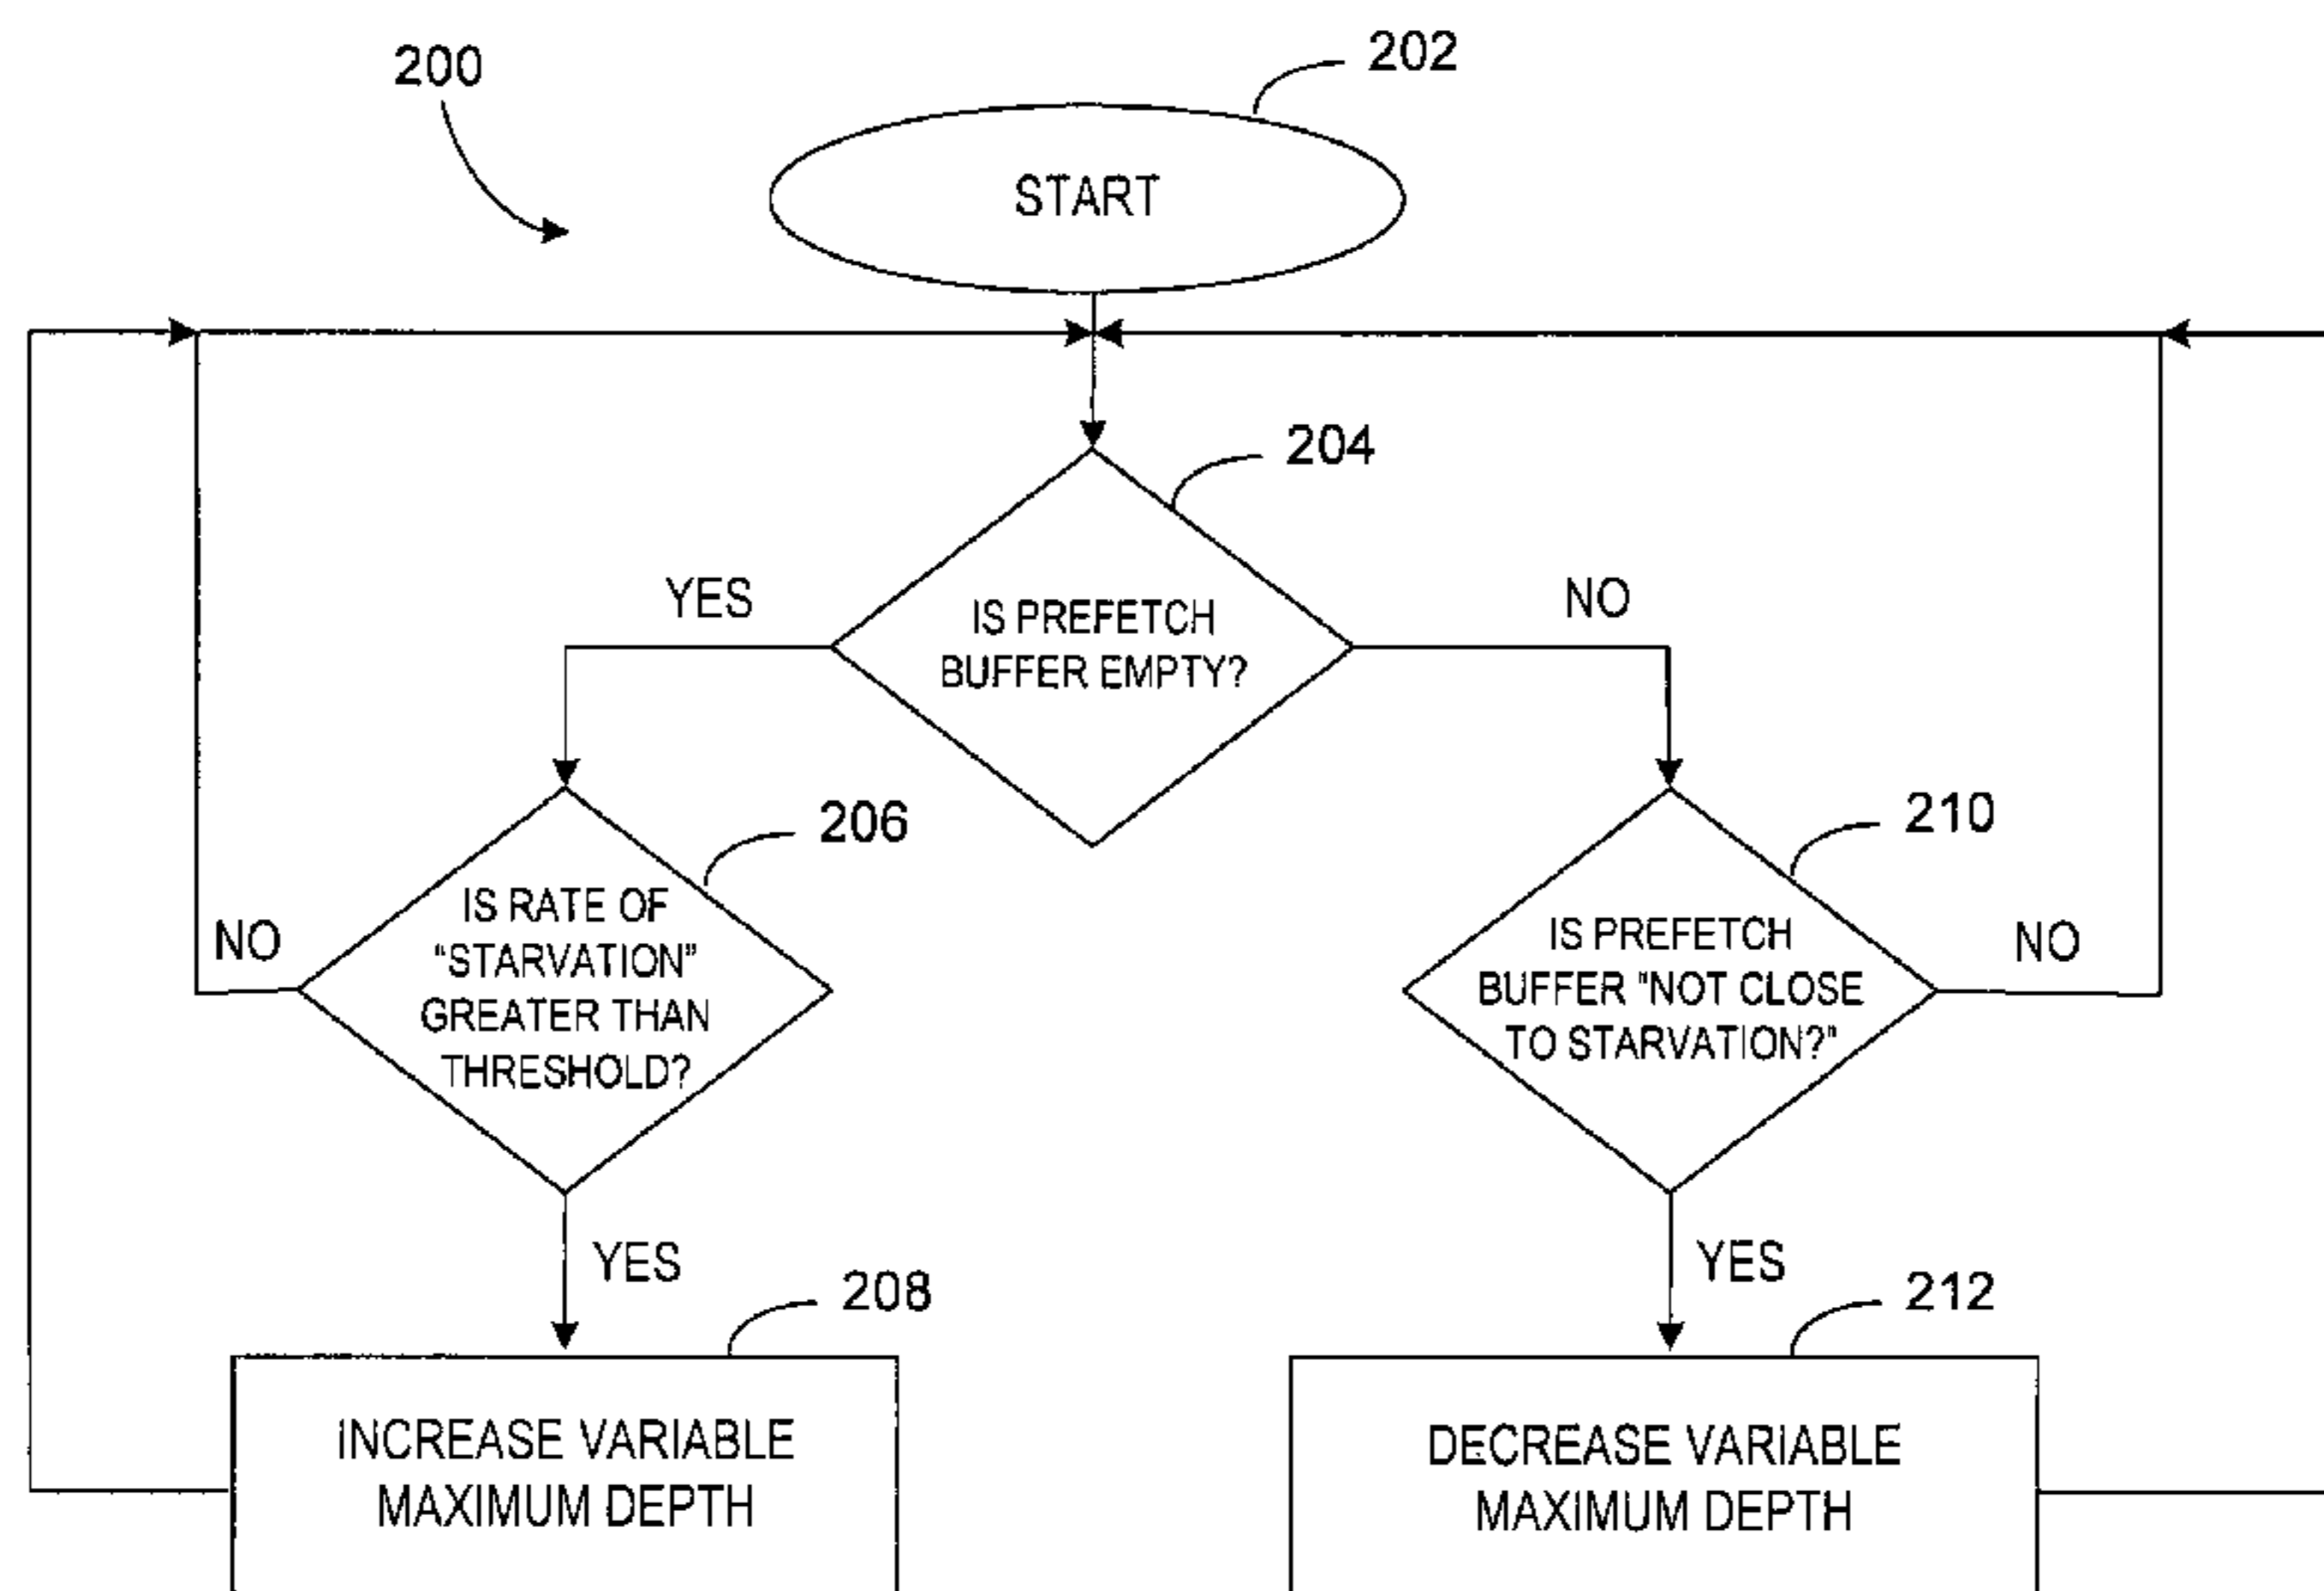 200
202
START
204
YES
NO
IS PREFETCH
BUFFER EMPTY?
206
210
IS RATE OF
“STARVATION”
GREATER THAN
THRESHOLD?
NO
IS PREFETCH
BUFFER "NOT CLOSE
TO STARVATION?"
NO
YES
YES
208
212
INCREASE VARIABLE
MAXIMUM DEPTH
DECREASE VARIABLE
MAXIMUM DEPTH